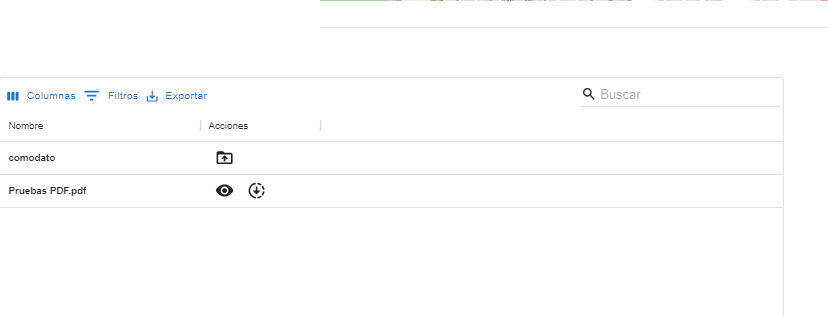 Columnas Filtros Exportar Buscar
Nombre Acciones
comodato
Pruebas PDF.pdf